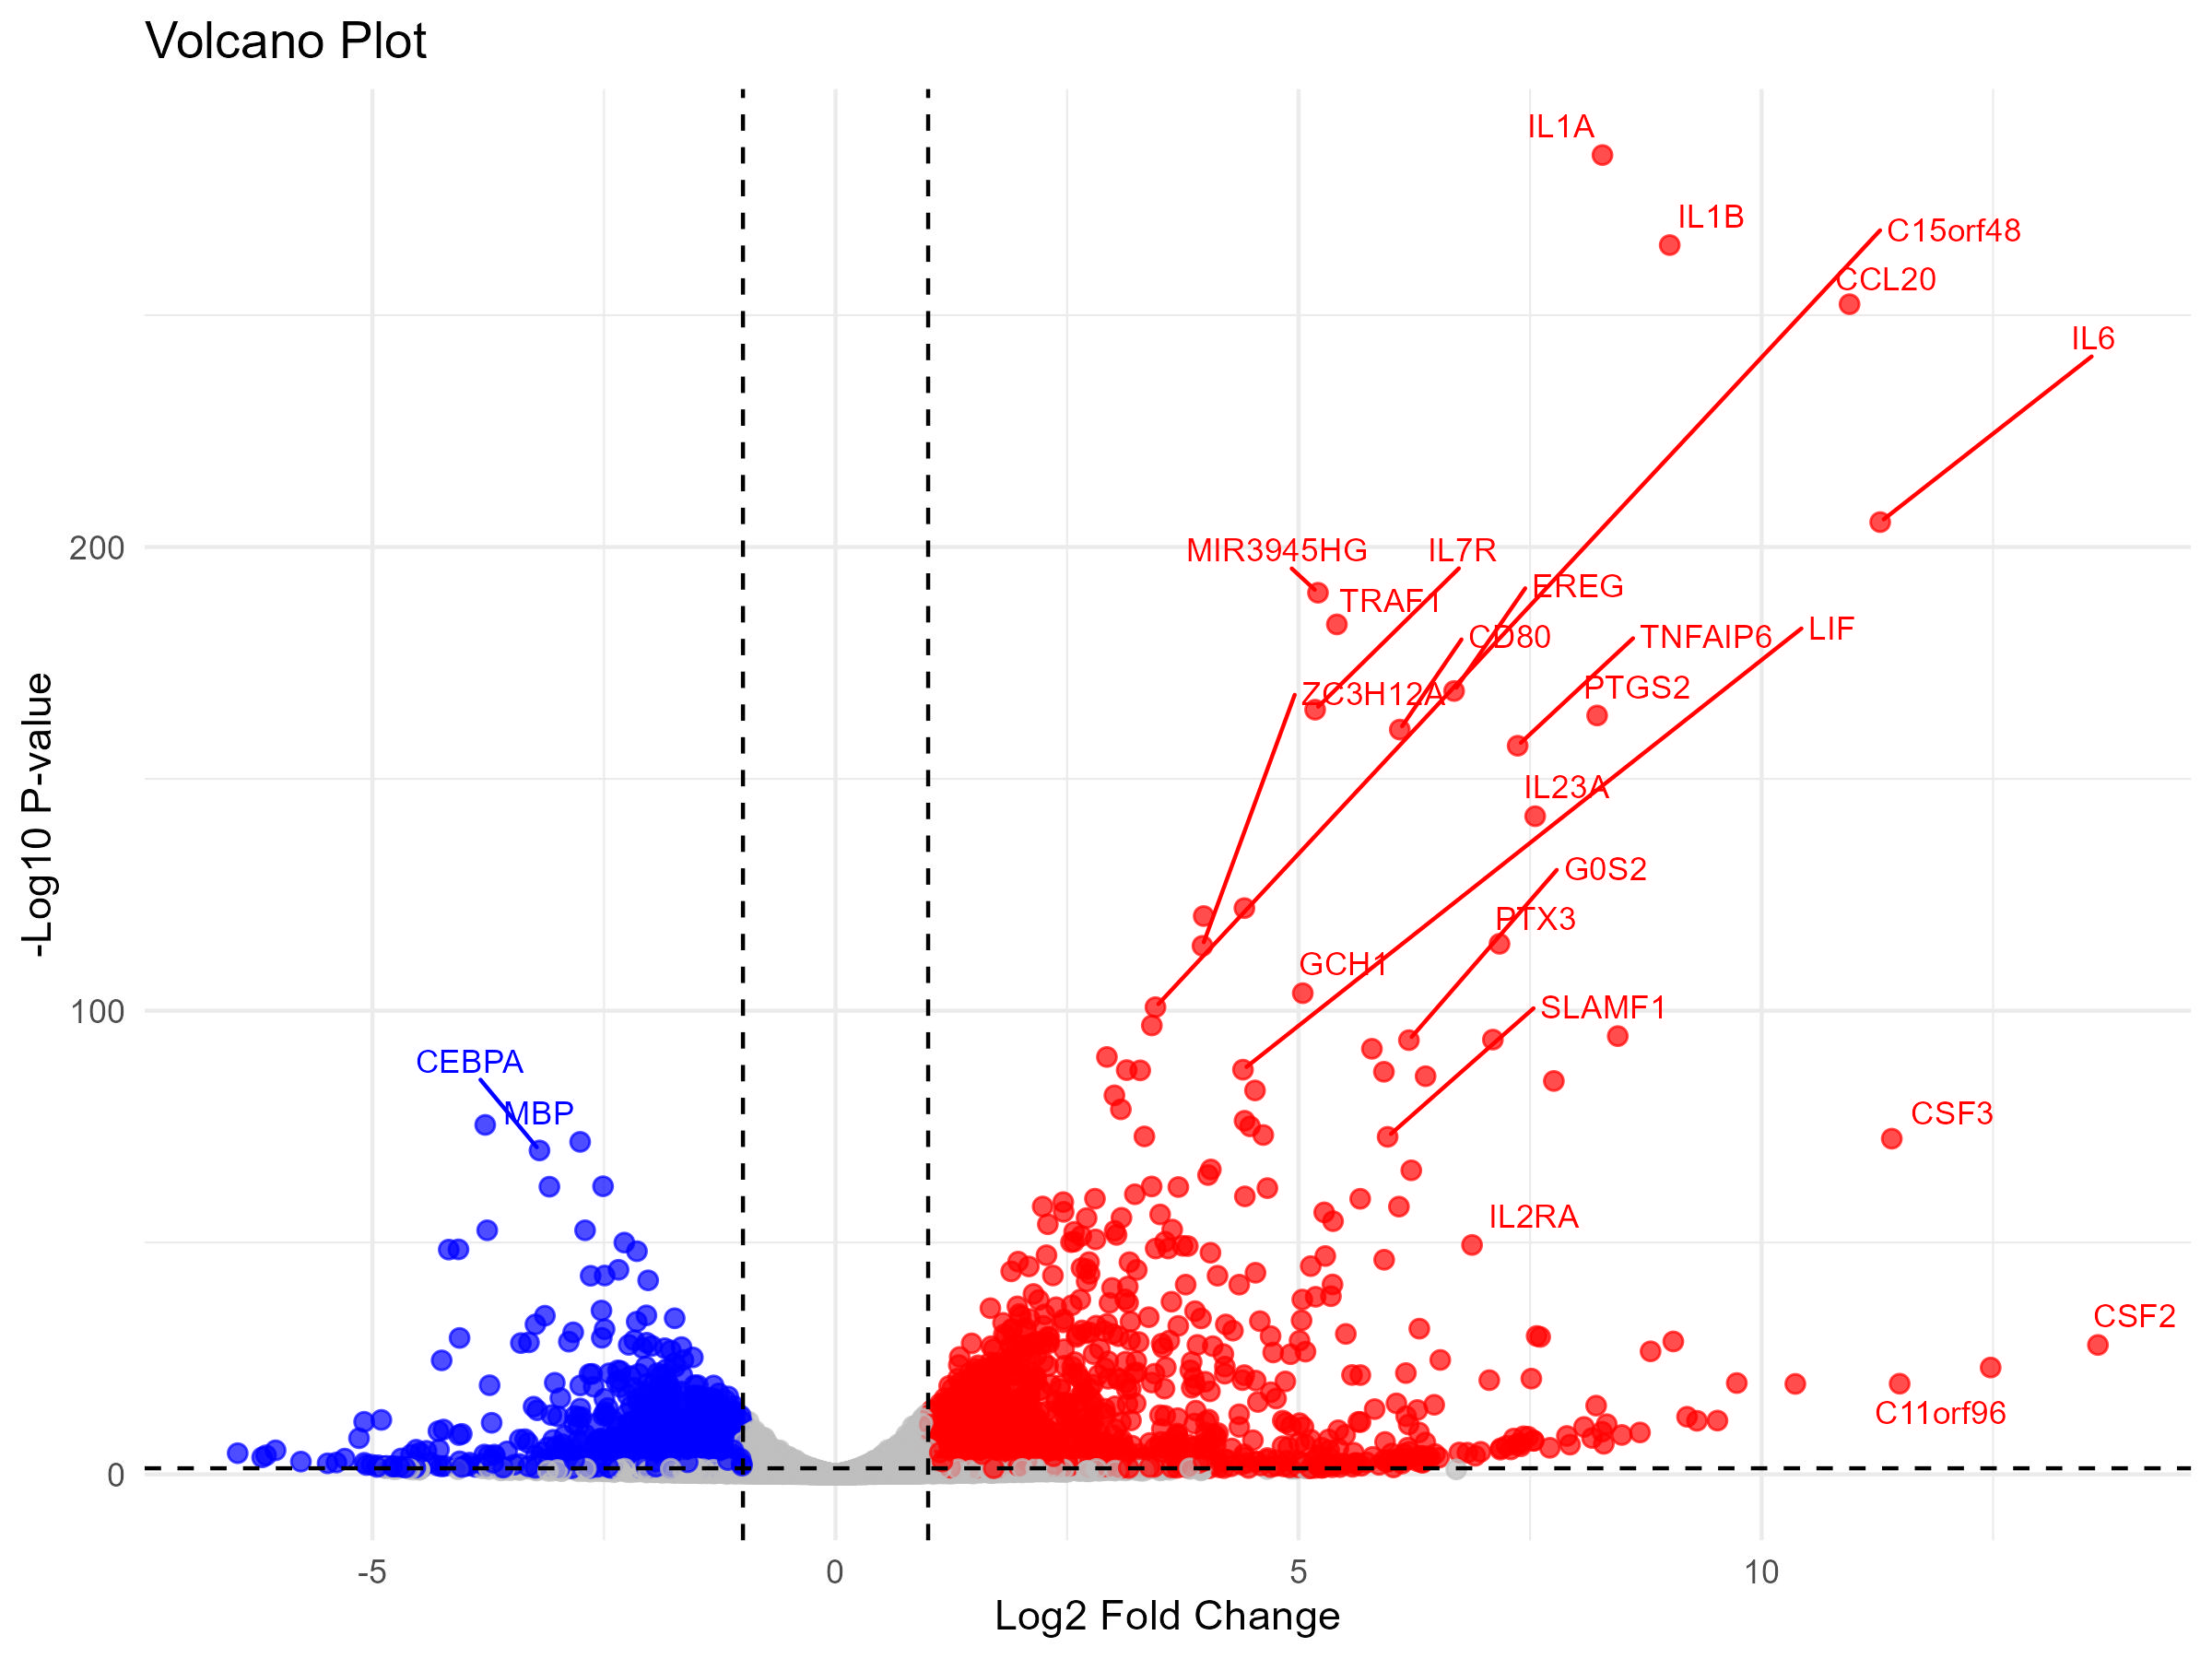 Volcano Plot
IL1A
IL1B
C15orf48
CCL20
IL6
MIR3945HG
IL7R
TRAF1
EREG
CD80
TNFAIP6
LIF
ZC3H12A
PTGS2
IL23A
G0S2
PTX3
GCH1
SLAMF1
CEBPA
MBP
CSF3
IL2RA
CSF2
C11orf96
200
100
0
-Log10 P-value
-5
0
5
10
Log2 Fold Change